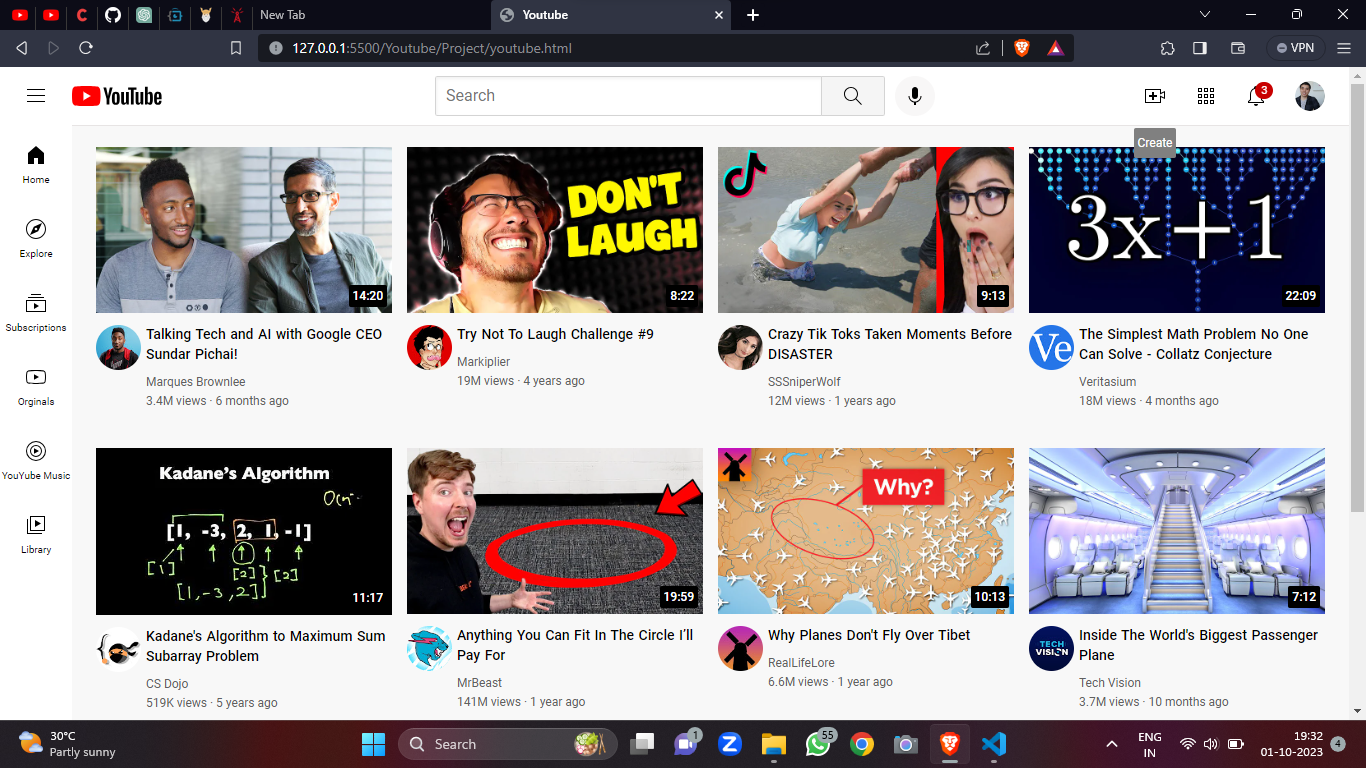 New Tab
Youtube
127.0.0.1:5500/Youtube/Project/youtube.html
VPN
YouTube
Search
3
Create
Home
Explore
Subscriptions
Orginals
YouYube Music
Library
14:20
Talking Tech and AI with Google CEO
Sundar Pichai!
Marques Brownlee
3.4M views · 6 months ago
DON'T
LAUGH
8:22
Try Not To Laugh Challenge #9
Markiplier
19M views · 4 years ago
9:13
Crazy Tik Toks Taken Moments Before
DISASTER
SSSniperWolf
12M views · 1 years ago
3x+1
22:09
Ve
The Simplest Math Problem No One
Can Solve - Collatz Conjecture
Veritasium
18M views · 4 months ago
Kadane's Algorithm
[1, -3, 2, 1, -1]
[1]
[2]
[2]
[1, -3, 2]
11:17
Kadane's Algorithm to Maximum Sum
Subarray Problem
CS Dojo
519K views · 5 years ago
19:59
Anything You Can Fit In The Circle I'll
Pay For
MrBeast
141M views · 1 year ago
Why?
10:13
Why Planes Don't Fly Over Tibet
RealLifeLore
6.6M views · 1 year ago
7:12
TECH
VISION
Inside The World's Biggest Passenger
Plane
Tech Vision
3.7M views · 10 months ago
30°C
Partly sunny
Search
1
55
ENG
IN
19:32
01-10-2023
4